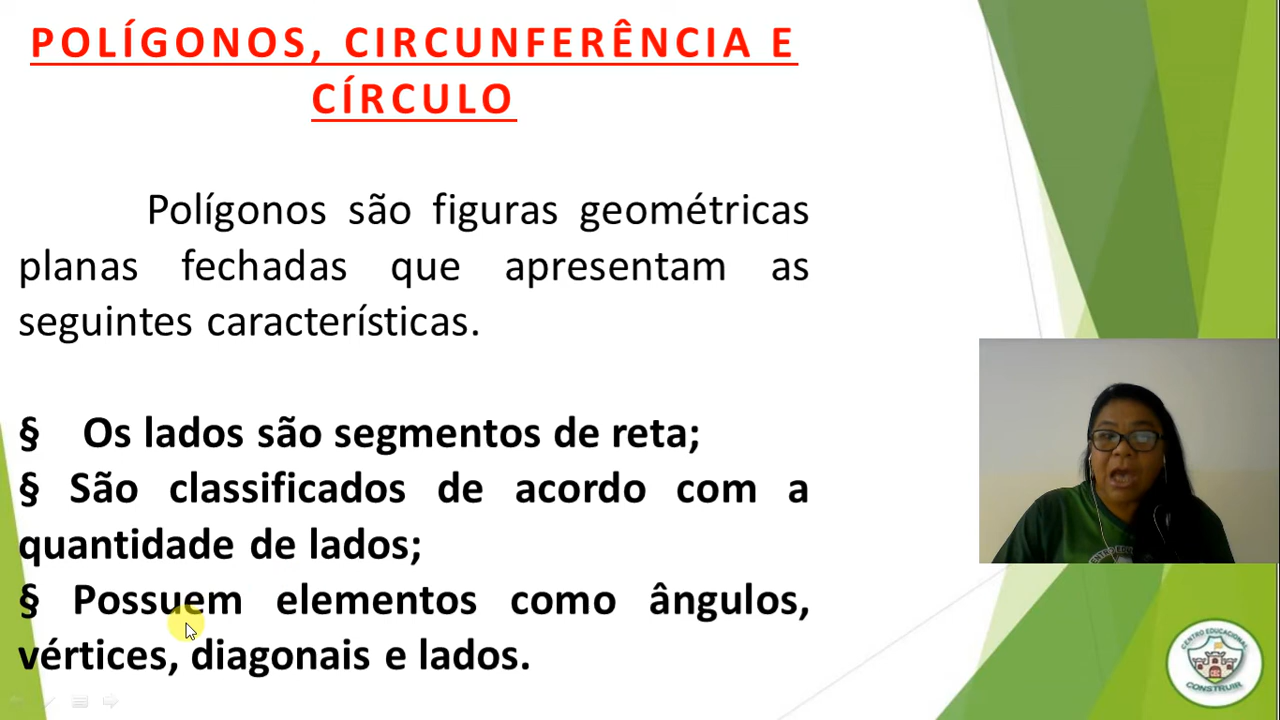 POLÍGONOS, CIRCUNFERÊNCIA E
CÍRCULO
Polígonos são figuras geométricas
planas fechadas que apresentam as
seguintes características.
§ Os lados são segmentos de reta;
§ São classificados de acordo com a
quantidade de lados;
§ Possuem elementos como ângulos,
vértices, diagonais e lados.
CENTRO EDUCACIONAL
CONSTRUIR